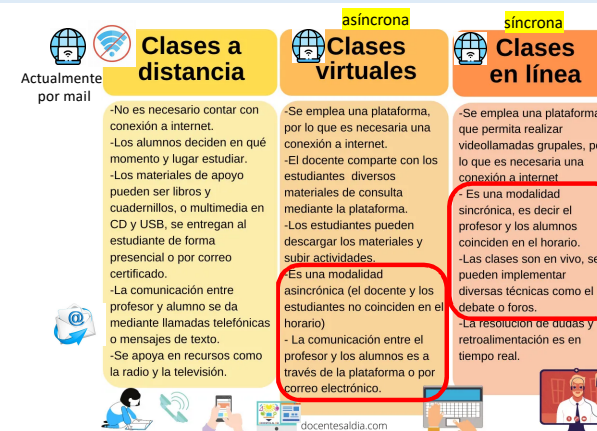 asíncrona
síncrona
Clases a
distancia
Clases
virtuales
Clases
en línea
Actualmente
por mail
-No es necesario contar con
conexión a internet.
-Los alumnos deciden en qué
momento y lugar estudiar.
-Los materiales de apoyo
pueden ser libros y
cuadernillos, o multimedia en
CD y USB, se entregan al
estudiante de forma
presencial o por correo
certificado.
-La comunicación entre
profesor y alumno se da
mediante llamadas telefónicas
o mensajes de texto.
-Se apoya en recursos como
la radio y la televisión.
-Se emplea una plataforma,
por lo que es necesaria una
conexión a internet.
-El docente comparte con los
estudiantes diversos
materiales de consulta
mediante la plataforma.
-Los estudiantes pueden
descargar los materiales y
subir actividades.
-Es una modalidad
asincrónica (el docente y los
estudiantes no coinciden en el
horario)
- La comunicación entre el
profesor y los alumnos es a
través de la plataforma o por
correo electrónico.
-Se emplea una plataforma
que permita realizar
videollamadas grupales,
lo que es necesaria una
conexión a internet
- Es una modalidad
sincrónica, es decir el
profesor y los alumnos
coinciden en el horario.
-Las clases son en vivo, se
pueden implementar
diversas técnicas como el
debate o foros.
-La resolución de dudas y
retroalimentación es en
tiempo real.
docentesaldia.com